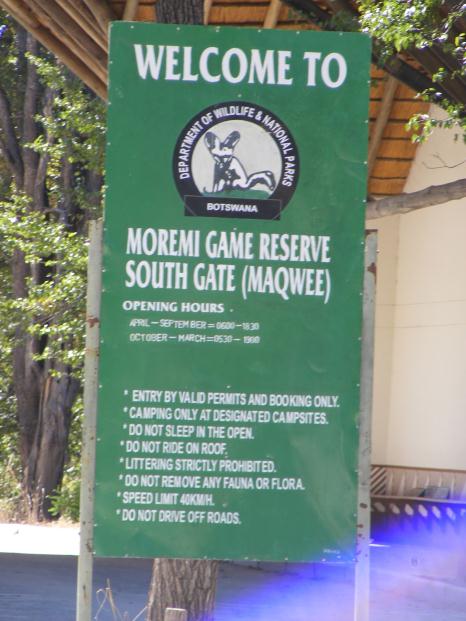 WELCOME TO
DEPARTMENT OF WILDLIFE & NATIONAL PARKS
BOTSWANA
MOREMI GAME RESERVE
SOUTH GATE (MAQWEE)
OPENING HOURS
APRIL - SEPTEMBER = 0600 - 1830
OCTOBER - MARCH = 0530 - 1900
* ENTRY BY VALID PERMITS AND BOOKING ONLY.
* CAMPING ONLY AT DESIGNATED CAMPSITES.
* DO NOT SLEEP IN THE OPEN.
* DO NOT RIDE ON ROOF.
* LITTERING STRICTLY PROHIBITED.
* DO NOT REMOVE ANY FAUNA OR FLORA.
* SPEED LIMIT 40KM/H.
* DO NOT DRIVE OFF ROADS.